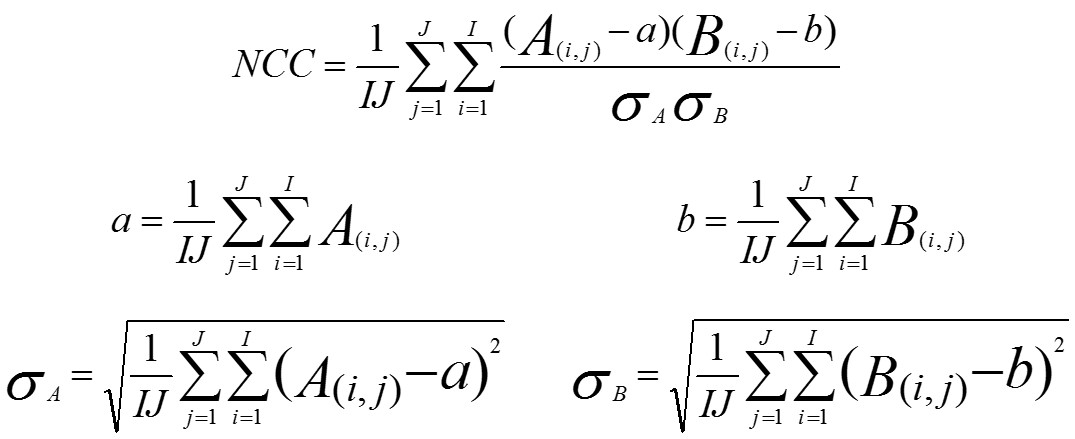 NCC = \frac{1}{IJ} \sum_{j=1}^{J} \sum_{i=1}^{I} \frac{(A_{(i,j)} - a)(B_{(i,j)} - b)}{\sigma_A \sigma_B}
a = \frac{1}{IJ} \sum_{j=1}^{J} \sum_{i=1}^{I} A_{(i,j)}
b = \frac{1}{IJ} \sum_{j=1}^{J} \sum_{i=1}^{I} B_{(i,j)}
\sigma_A = \sqrt{\frac{1}{IJ} \sum_{j=1}^{J} \sum_{i=1}^{I} (A_{(i,j)} - a)^2}
\sigma_B = \sqrt{\frac{1}{IJ} \sum_{j=1}^{J} \sum_{i=1}^{I} (B_{(i,j)} - b)^2}